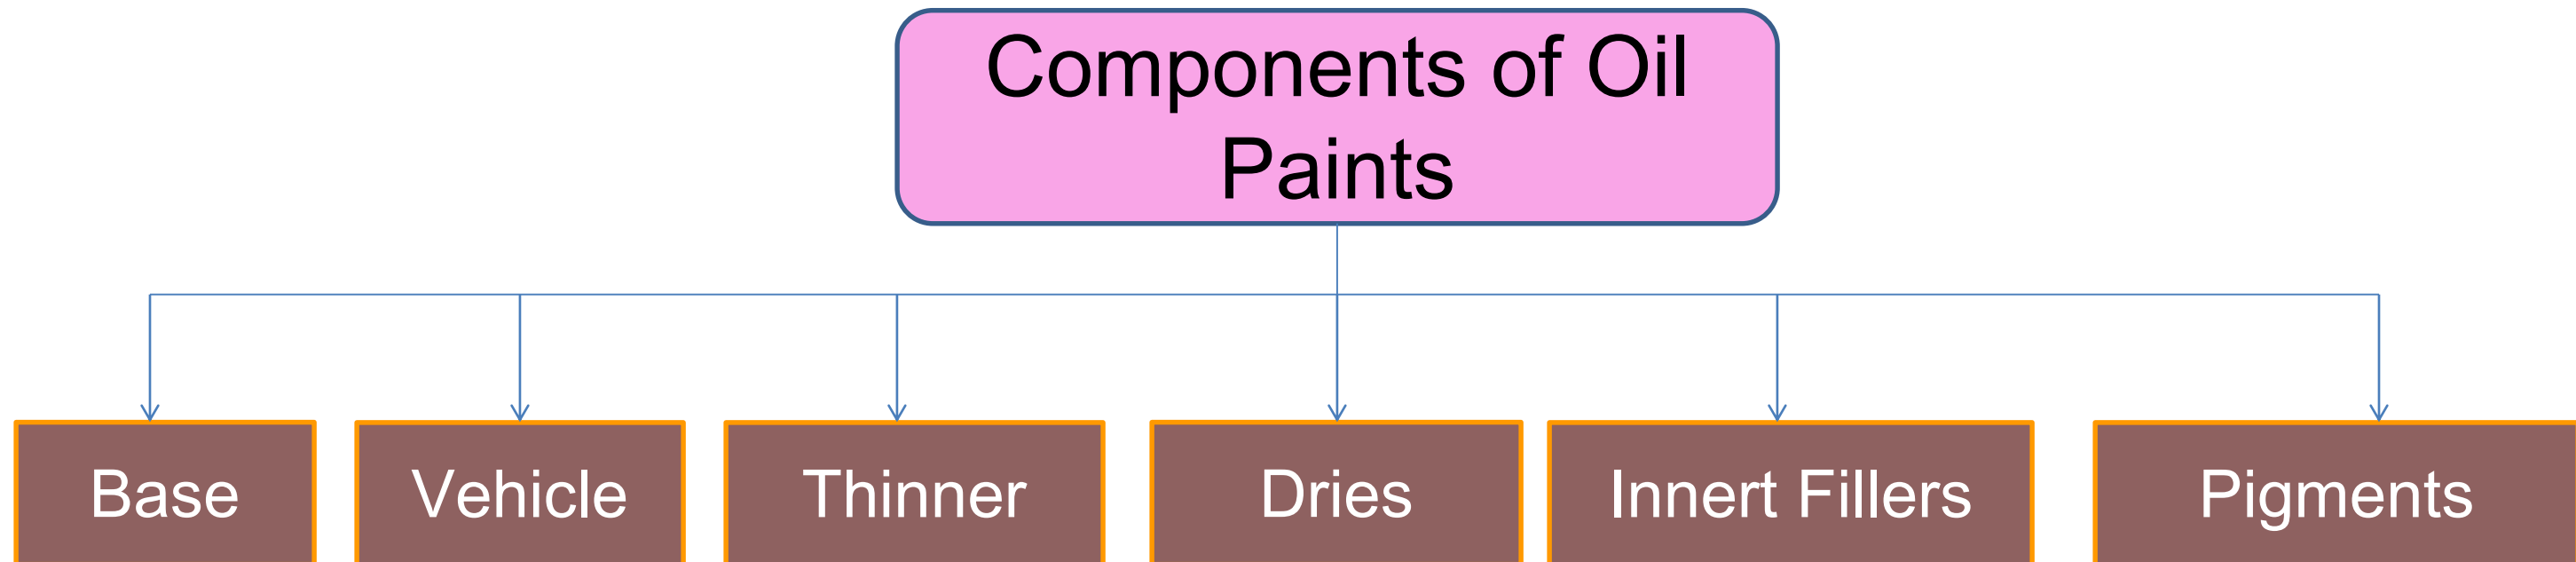 Components of Oil
Paints
Base
Vehicle
Thinner
Dries
Innert Fillers
Pigments